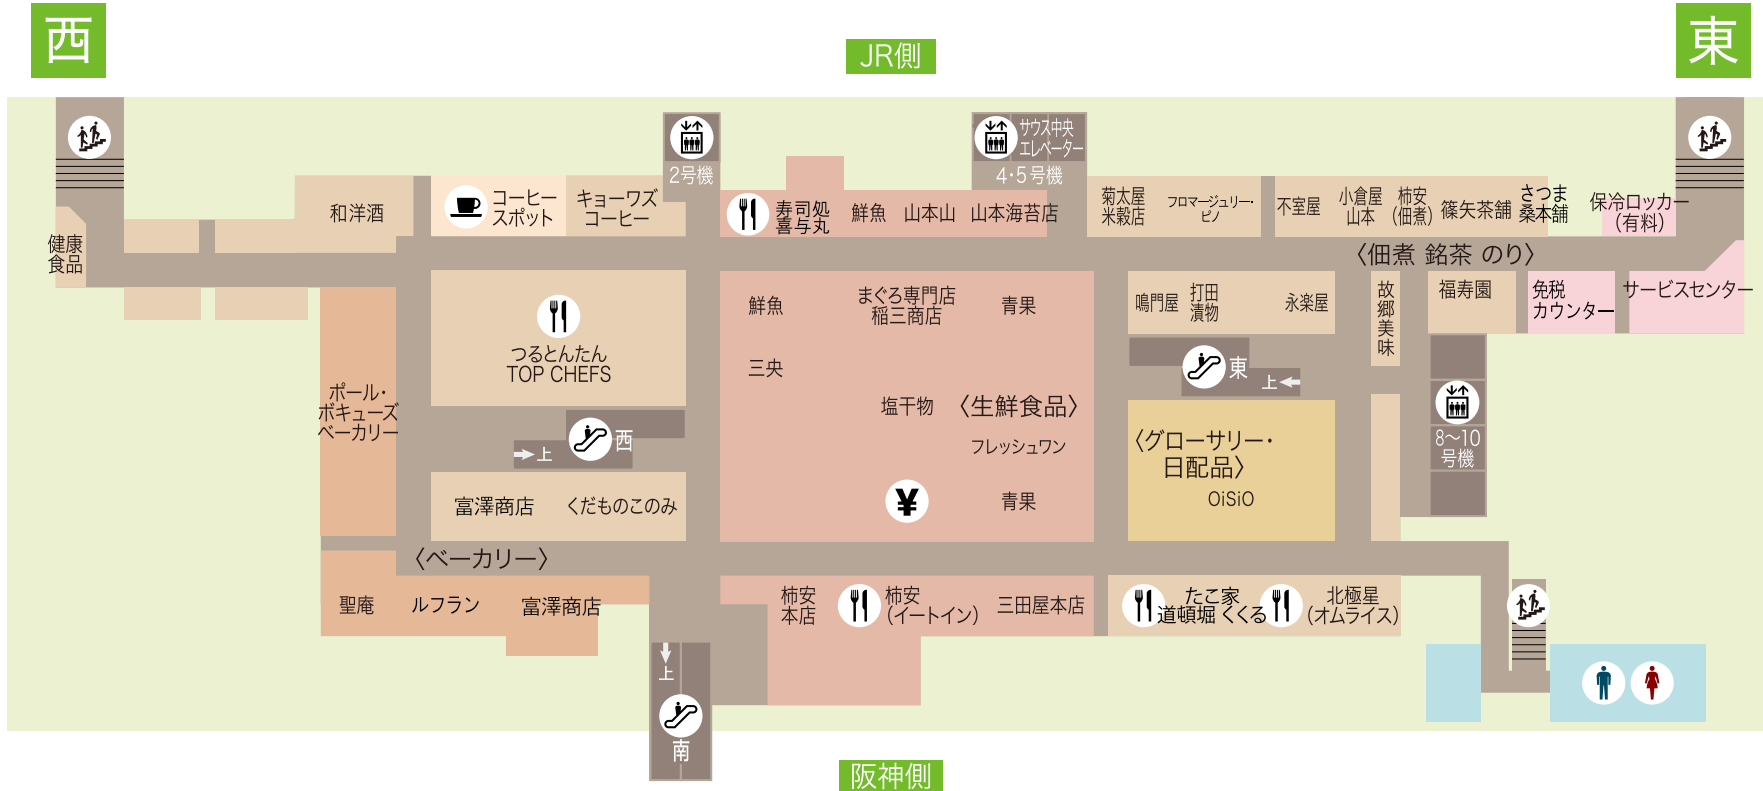 西
東
JR側
サウス中央
エレベーター
2号機
4・5号機
和洋酒
コーヒー
スポット
キョーワズ
コーヒー
寿司処
喜与丸
鮮魚
山本山
山本海苔店
菊太屋
米穀店
フロマージュリー・
ピノ
不室屋
小倉屋
山本
柿安
(佃煮)
篠矢茶舗
さつま
桑本舗
保冷ロッカー
(有料)
健康
食品
〈佃煮 銘茶 のり〉
つるとんたん
TOP CHEFS
鮮魚
まぐろ専門店
稲三商店
青果
鳴門屋
打田
漬物
永楽屋
故郷美味
福寿園
免税
カウンター
サービスセンター
三央
東
上
ポール・
ボキューズ
ベーカリー
塩干物
〈生鮮食品〉
フレッシュワン
西
上
〈グローサリー・
日配品〉
OiSiO
8〜10
号機
富澤商店
くだものこのみ
¥
青果
〈ベーカリー〉
聖庵
ルフラン
富澤商店
柿安
本店
柿安
(イートイン)
三田屋本店
たこ家
道頓堀くくる
北極星
(オムライス)
上
南
阪神側